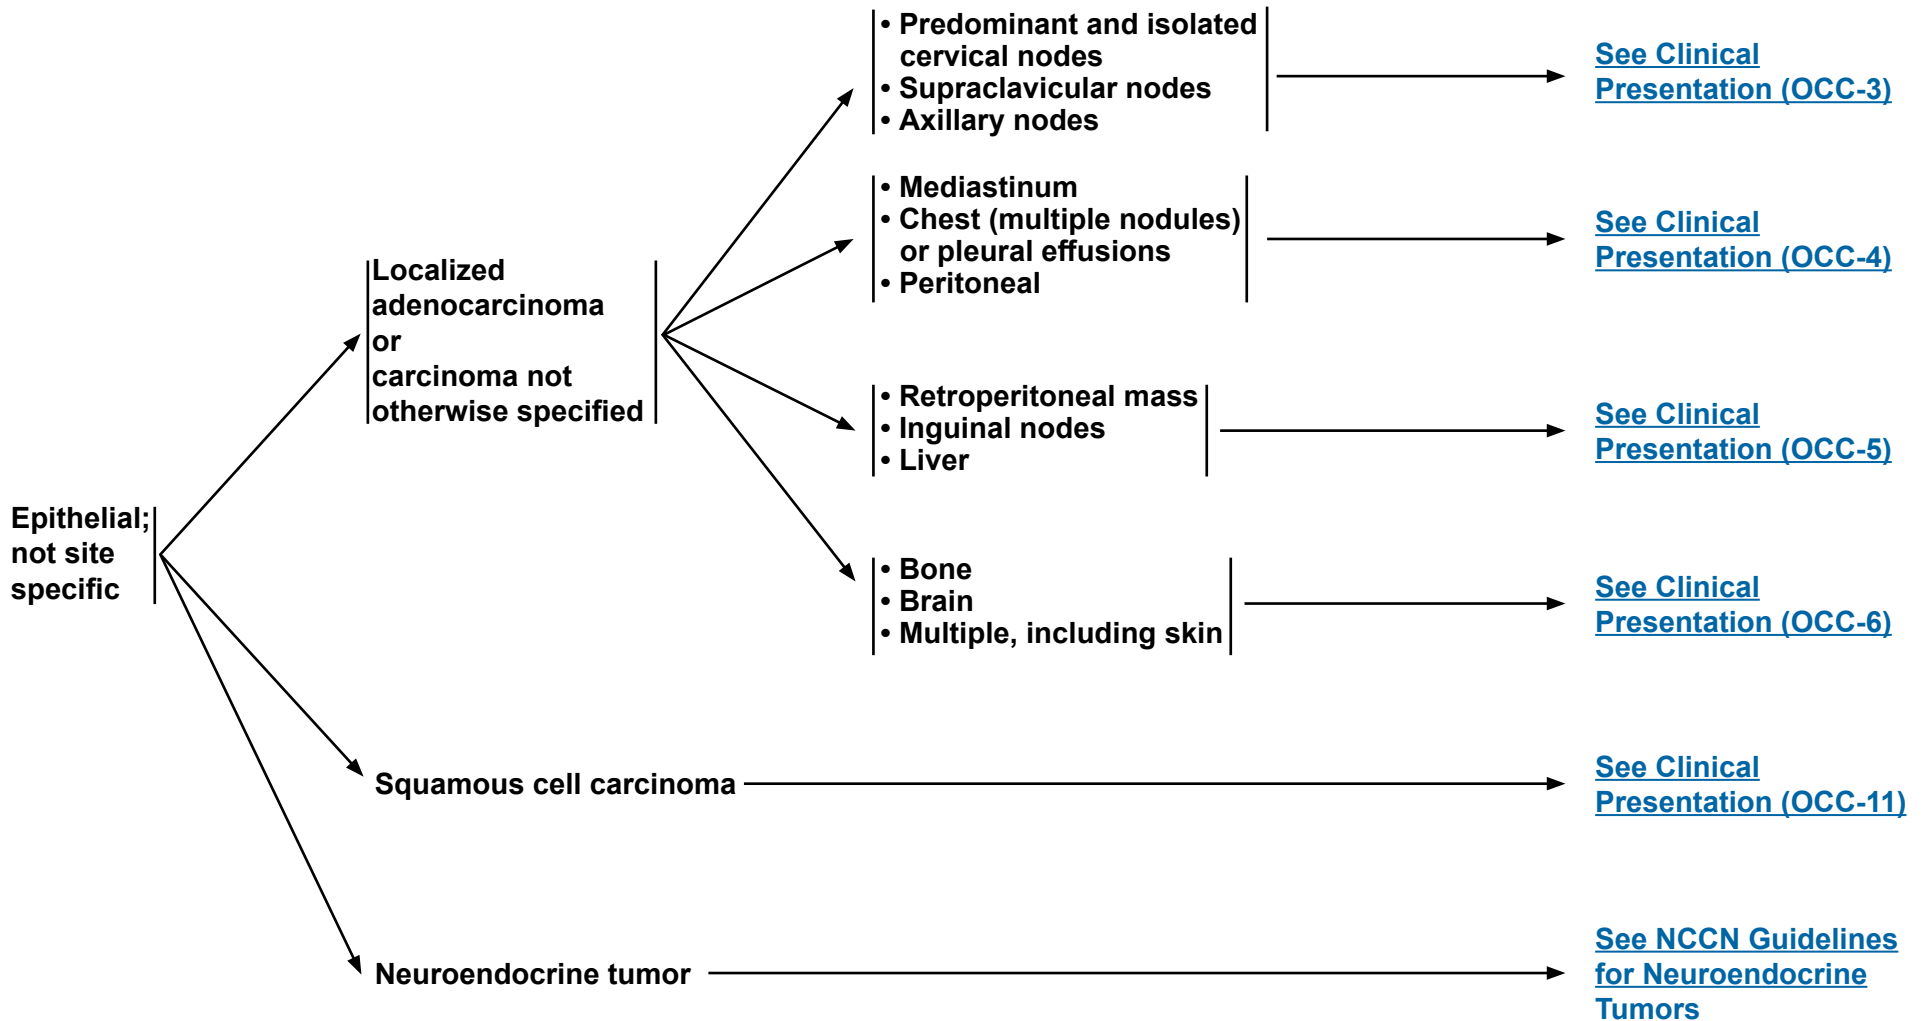 Epithelial;
not site
specific
Localized
adenocarcinoma
or
carcinoma not
otherwise specified
Squamous cell carcinoma
Neuroendocrine tumor
• Predominant and isolated
cervical nodes
• Supraclavicular nodes
• Axillary nodes
• Mediastinum
• Chest (multiple nodules)
or pleural effusions
• Peritoneal
• Retroperitoneal mass
• Inguinal nodes
• Liver
• Bone
• Brain
• Multiple, including skin
See Clinical
Presentation (OCC-3)
See Clinical
Presentation (OCC-4)
See Clinical
Presentation (OCC-5)
See Clinical
Presentation (OCC-6)
See Clinical
Presentation (OCC-11)
See NCCN Guidelines
for Neuroendocrine
Tumors